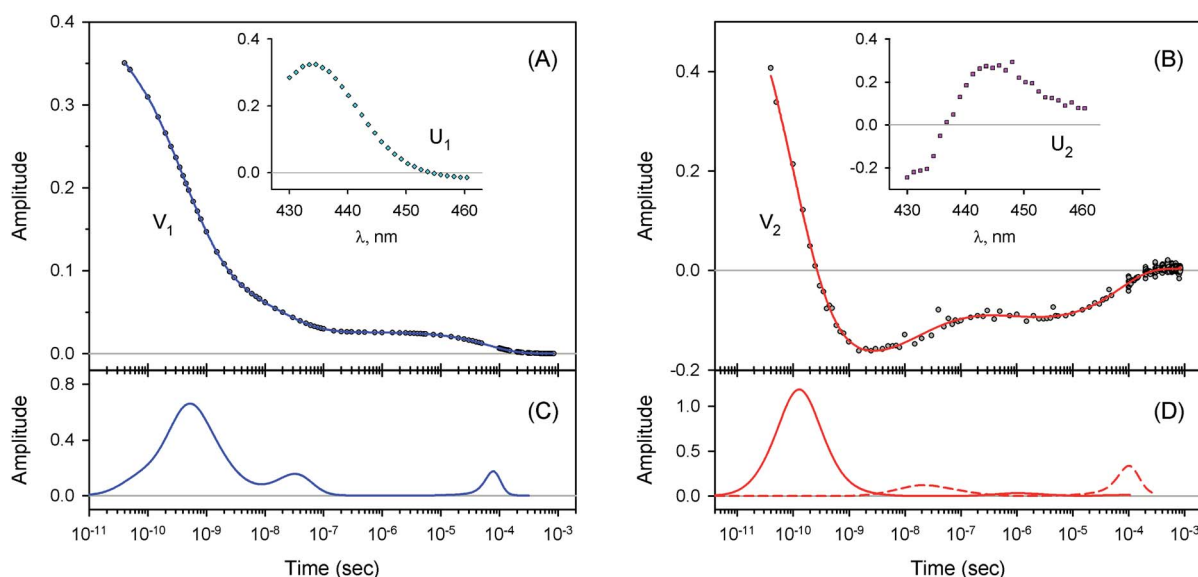 0.4
(A)
0.3
0.4
U₁
0.2
0.2
V₁
0.0
430 440 450 460
0.1
λ, nm
0.0
Amplitude
0.8
(C)
0.4
0.0
Amplitude
10⁻¹¹ 10⁻¹⁰ 10⁻⁹ 10⁻⁸ 10⁻⁷ 10⁻⁶ 10⁻⁵ 10⁻⁴ 10⁻³
Time (sec)
0.4
(B)
0.4
0.2
0.2
0.0
U₂
-0.2
V₂
430 440 450 460
λ, nm
0.0
-0.2
Amplitude
1.0
(D)
0.5
0.0
Amplitude
10⁻¹¹ 10⁻¹⁰ 10⁻⁹ 10⁻⁸ 10⁻⁷ 10⁻⁶ 10⁻⁵ 10⁻⁴ 10⁻³
Time (sec)